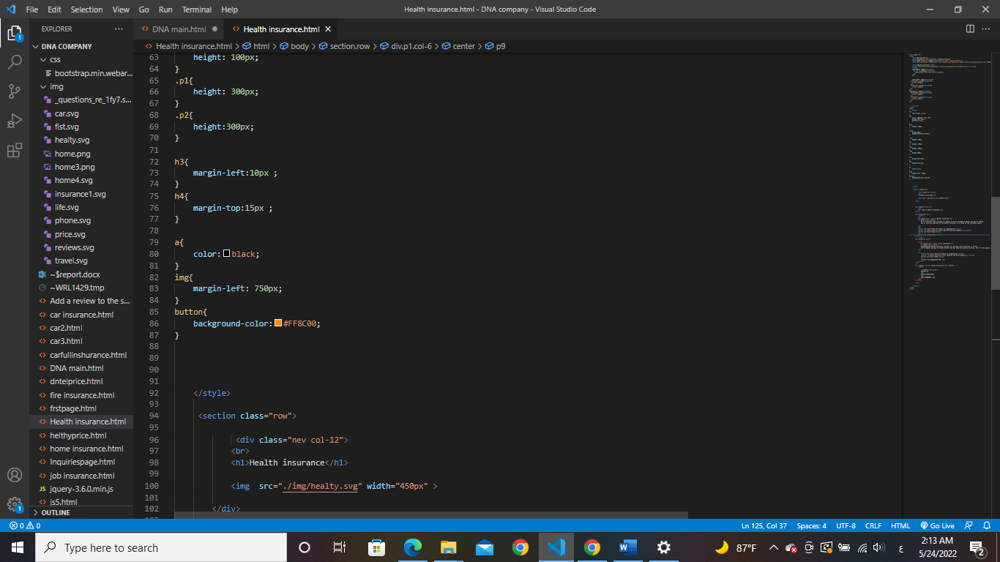 File Edit Selection View Go Run Terminal Help
Health insurance.html - DNA company - Visual Studio Code
EXPLORER
DNA main.html
Health insurance.html
Health insurance.html > html > body > section.row > div.p1.col-6 > center > p9
DNA COMPANY
css
bootstrap.min.webar...
img
_questions_re_1fy7.s...
car.svg
fist.svg
healty.svg
home.png
home3.png
home4.svg
insurance1.svg
life.svg
phone.svg
price.svg
reviews.svg
travel.svg
~$report.docx
~WRL1429.tmp
Add a review to the s...
car insurance.html
car2.html
car3.html
carfullinshurance.html
DNA main.html
dntelprice.html
fire insurance.html
frstpage.html
Health insurance.html
helthyprice.html
home insurance.html
Inquiriespage.html
job insurance.html
JS jquery-3.6.0.min.js
js5.html
OUTLINE
63 height: 100px;
64 }
65 .p1{
66 height: 300px;
67 }
68 .p2{
69 height:300px;
70 }
71
72 h3{
73 margin-left:10px ;
74 }
75 h4{
76 margin-top:15px ;
77 }
78
79 a{
80 color: black;
81 }
82 img{
83 margin-left: 750px;
84 }
85 button{
86 background-color: #FF8C00;
87 }
88
89
90
91
92 </style>
93
94 <section class="row">
95
96 <div class="nev col-12">
97 <br>
98 <h1>Health insurance</h1>
99
100 <img  src="./img/healty.svg" width="450px" >
101
102 </div>
1
1
0 0
Ln 125, Col 37 Spaces: 4 UTF-8 CRLF HTML Go Live
Type here to search
87°F
ع
2:13 AM
5/24/2022
2